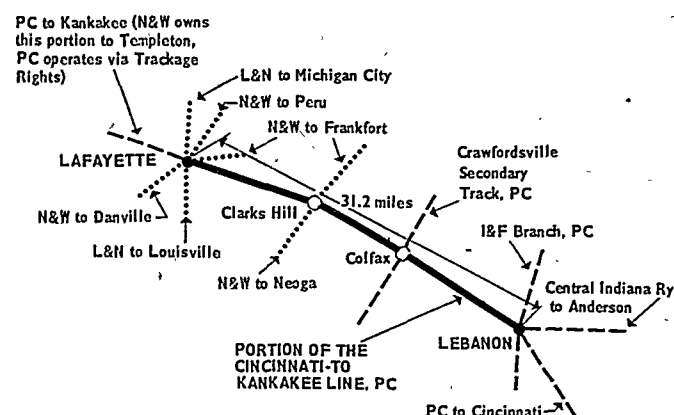 PC to Kankakee (N&W owns
this portion to Templeton,
PC operates via Trackage
Rights)
L&N to Michigan City
N&W to Peru
N&W to Frankfort
LAFAYETTE
Crawfordsville
Secondary
Track, PC
31.2 miles
Clarks Hill
N&W to Danville
I&F Branch, PC
L&N to Louisville
Colfax
N&W to Neoga
Central Indiana Ry
to Anderson
LEBANON
PORTION OF THE
CINCINNATI-TO
KANKAKEE LINE, PC
PC to Cincinnati